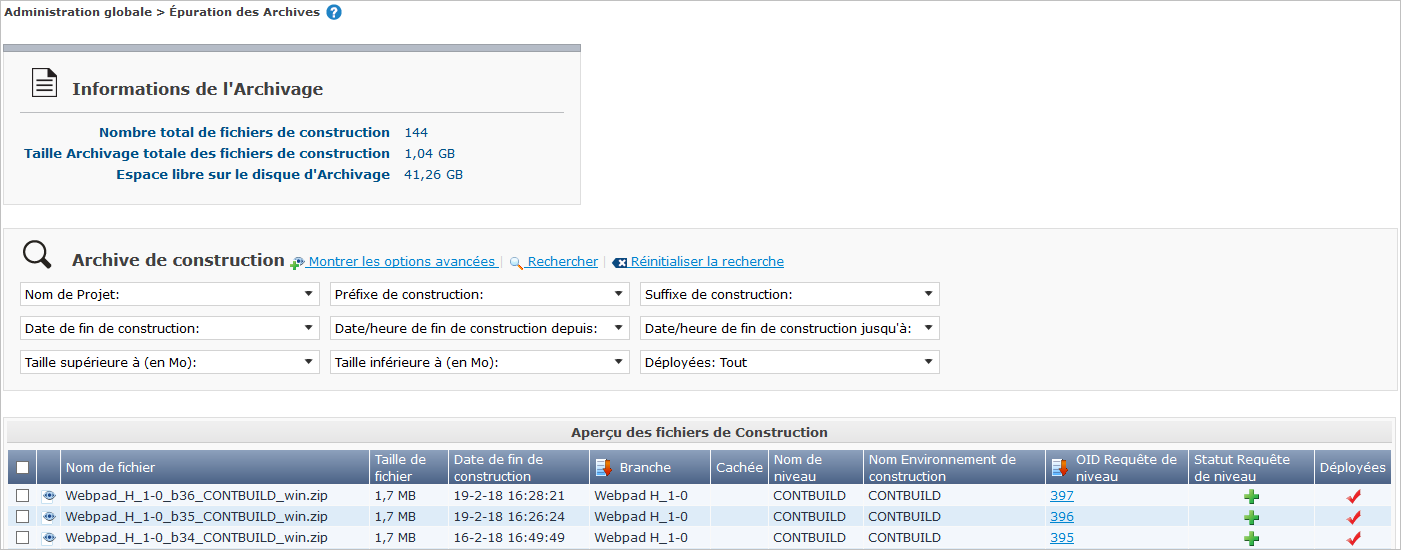 Administration globale > Épuration des Archives ?
Informations de l'Archivage
Nombre total de fichiers de construction 144
Taille Archivage totale des fichiers de construction 1,04 GB
Espace libre sur le disque d'Archivage 41,26 GB
Archive de construction Montrer les options avancées | Rechercher | Réinitialiser la recherche
Nom de Projet: Préfixe de construction: Suffixe de construction:
Date de fin de construction: Date/heure de fin de construction depuis: Date/heure de fin de construction jusqu'à:
Taille supérieure à (en Mo): Taille inférieure à (en Mo): Déployées: Tout
Aperçu des fichiers de Construction
Nom de fichier Taille de fichier Date de fin de construction Branche Cachée Nom de niveau Nom Environnement de construction OID Requête de niveau Statut Requête de niveau Déployées
Webpad_H_1-0_b36_CONTBUILD_win.zip 1,7 MB 19-2-18 16:28:21 Webpad H_1-0 CONTBUILD CONTBUILD 397
Webpad_H_1-0_b35_CONTBUILD_win.zip 1,7 MB 19-2-18 16:26:24 Webpad H_1-0 CONTBUILD CONTBUILD 396
Webpad_H_1-0_b34_CONTBUILD_win.zip 1,7 MB 16-2-18 16:49:49 Webpad H_1-0 CONTBUILD CONTBUILD 395